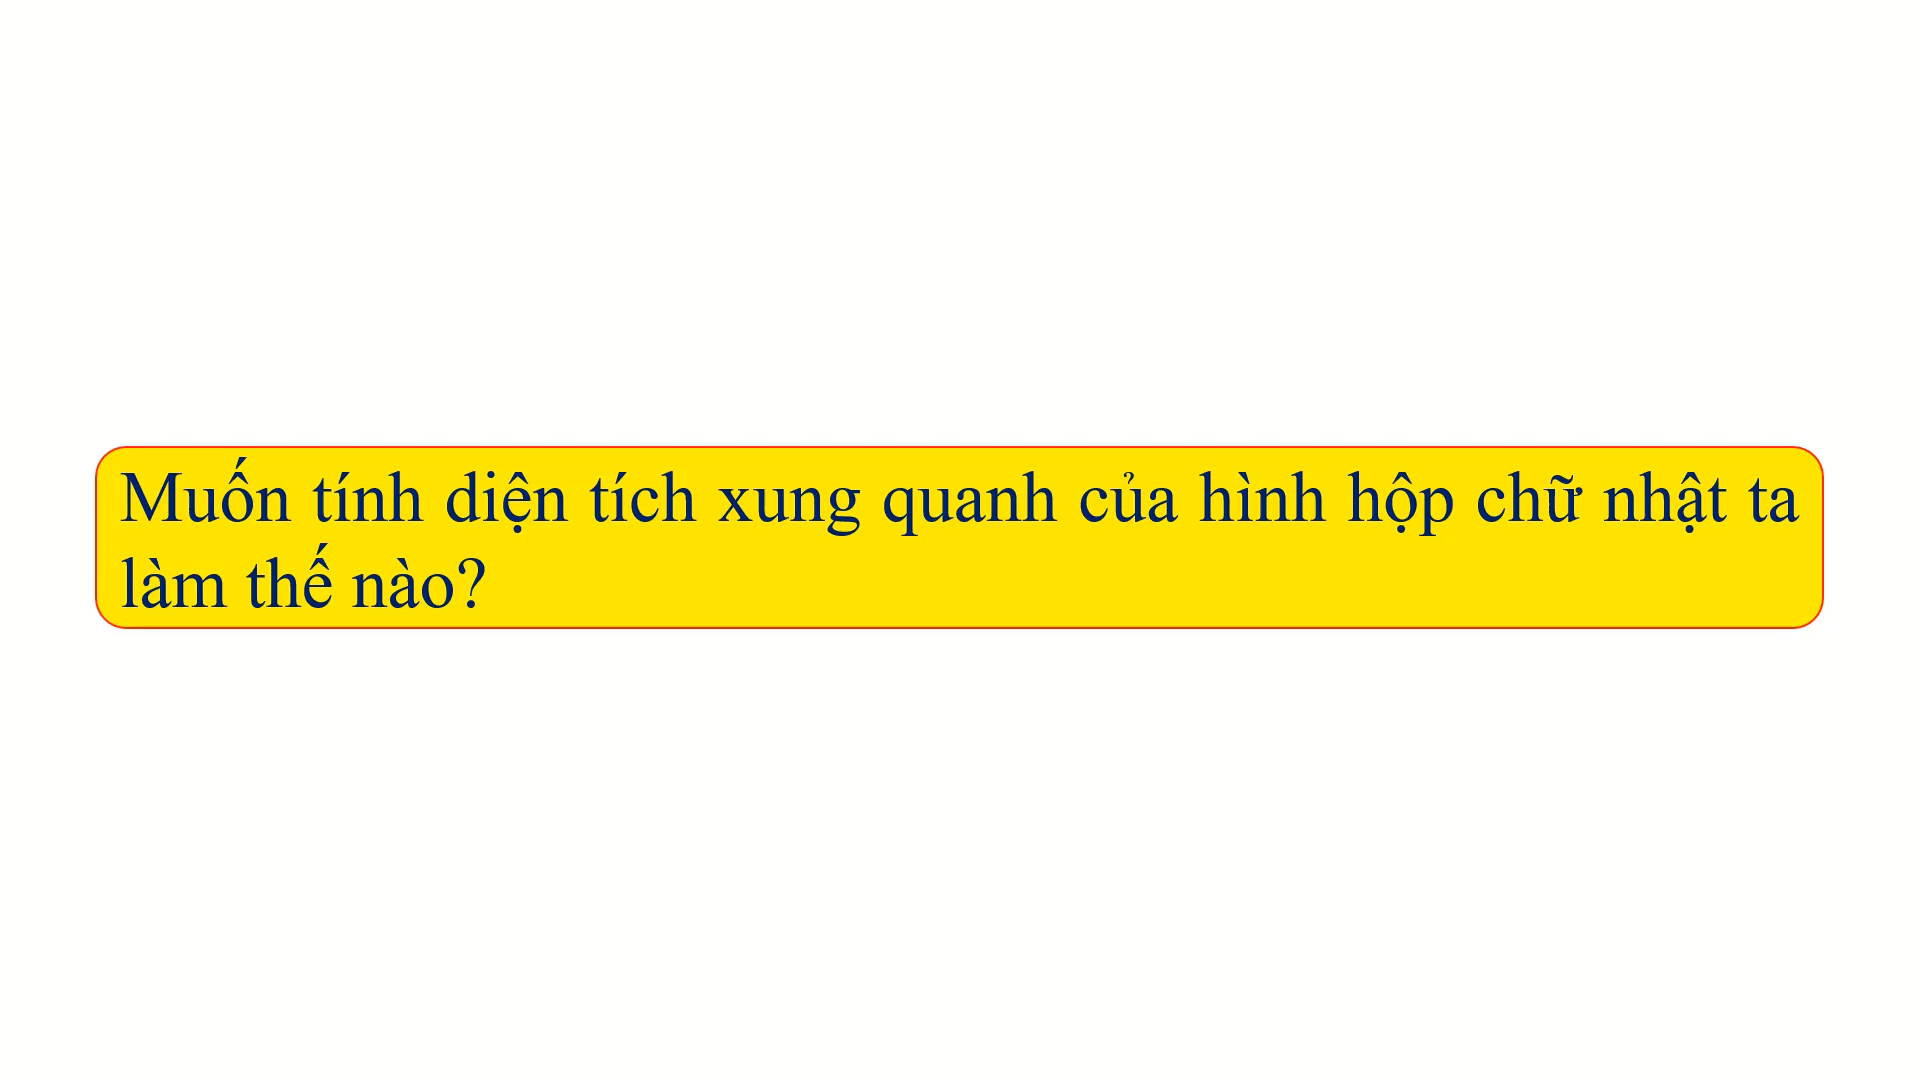 Muốn tính diện tích xung quanh của hình hộp chữ nhật ta
làm thế nào?